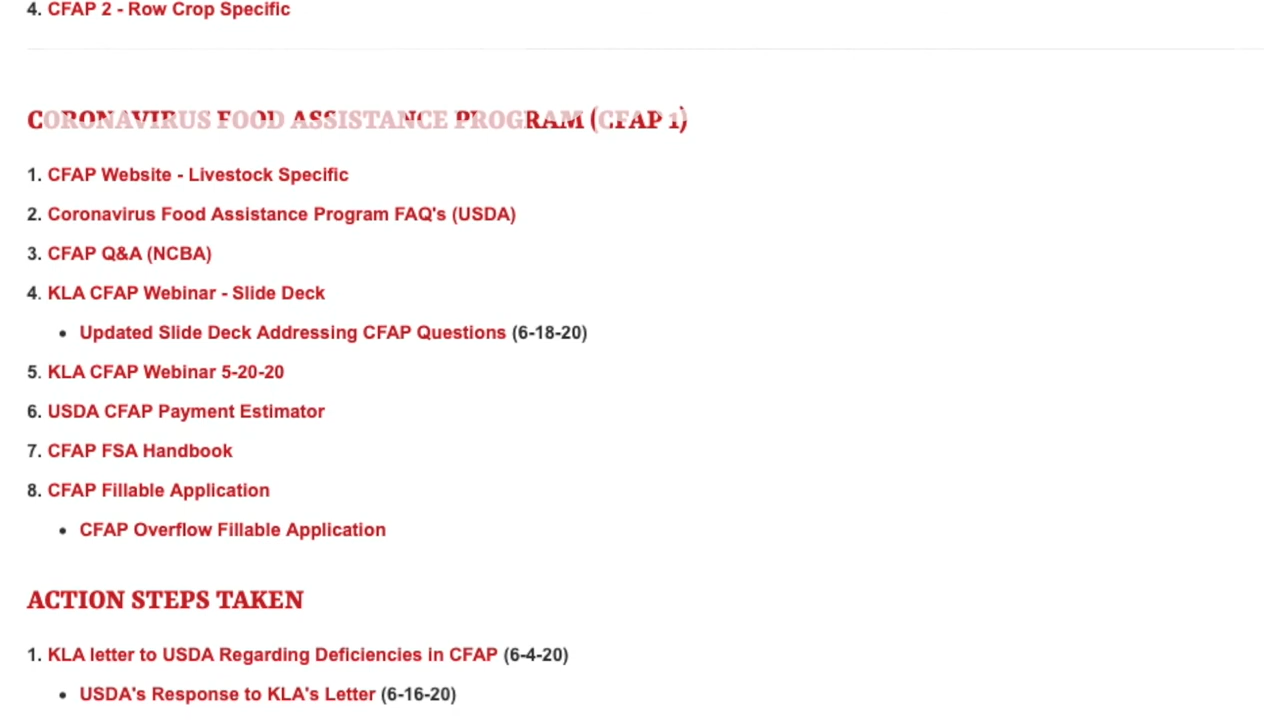 4. CFAP 2 - Row Crop Specific
CORONAVIRUS FOOD ASSISTANCE PROGRAM (CFAP 1)
1. CFAP Website - Livestock Specific
2. Coronavirus Food Assistance Program FAQ's (USDA)
3. CFAP Q&A (NCBA)
4. KLA CFAP Webinar - Slide Deck
• Updated Slide Deck Addressing CFAP Questions (6-18-20)
5. KLA CFAP Webinar 5-20-20
6. USDA CFAP Payment Estimator
7. CFAP FSA Handbook
8. CFAP Fillable Application
• CFAP Overflow Fillable Application
ACTION STEPS TAKEN
1. KLA letter to USDA Regarding Deficiencies in CFAP (6-4-20)
• USDA's Response to KLA's Letter (6-16-20)